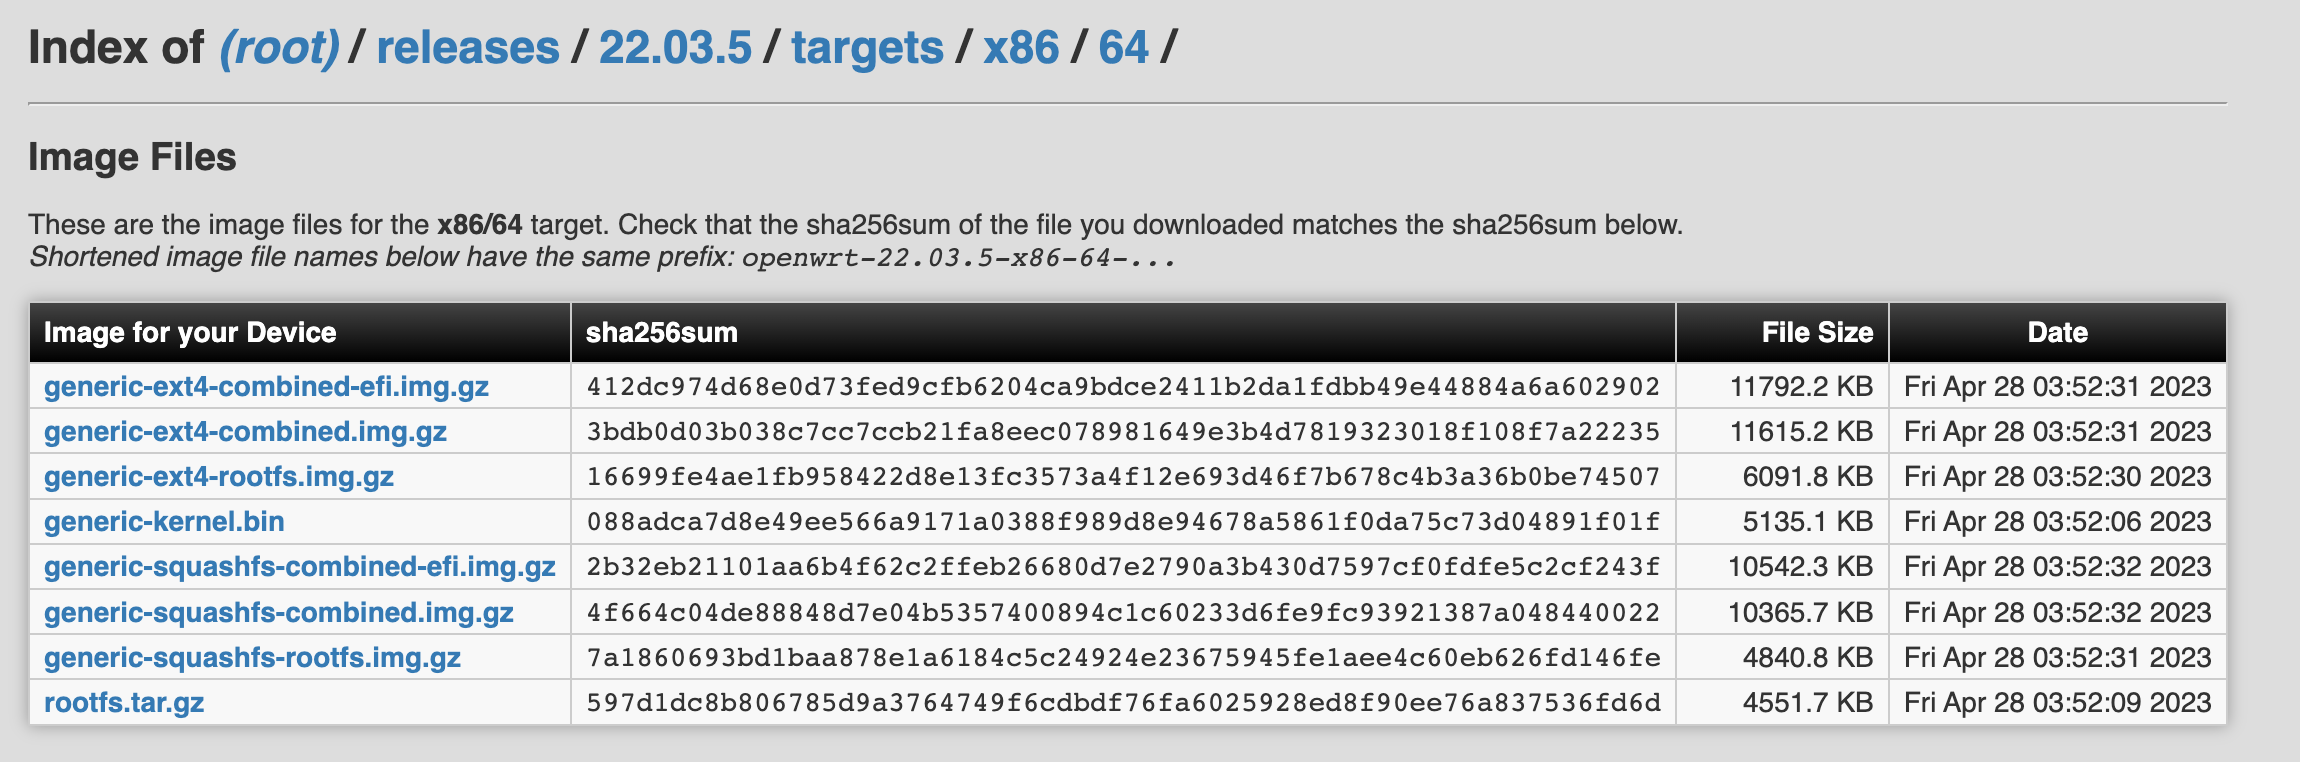 Index of (root) / releases / 22.03.5 / targets / x86 / 64 /
Image Files
These are the image files for the x86/64 target. Check that the sha256sum of the file you downloaded matches the sha256sum below.
Shortened image file names below have the same prefix: openwrt-22.03.5-x86-64-...
Image for your Device sha256sum File Size Date
generic-ext4-combined-efi.img.gz 412dc974d68e0d73fed9cfb6204ca9bdce2411b2da1fdbb49e44884a6a602902 11792.2 KB Fri Apr 28 03:52:31 2023
generic-ext4-combined.img.gz 3bdb0d03b038c7cc7ccb21fa8eec078981649e3b4d7819323018f108f7a22235 11615.2 KB Fri Apr 28 03:52:31 2023
generic-ext4-rootfs.img.gz 16699fe4ae1fb958422d8e13fc3573a4f12e693d46f7b678c4b3a36b0be74507 6091.8 KB Fri Apr 28 03:52:30 2023
generic-kernel.bin 088adca7d8e49ee566a9171a0388f989d8e94678a5861f0da75c73d04891f01f 5135.1 KB Fri Apr 28 03:52:06 2023
generic-squashfs-combined-efi.img.gz 2b32eb21101aa6b4f62c2ffeb26680d7e2790a3b430d7597cf0fdfe5c2cf243f 10542.3 KB Fri Apr 28 03:52:32 2023
generic-squashfs-combined.img.gz 4f664c04de88848d7e04b5357400894c1c60233d6fe9fc93921387a048440022 10365.7 KB Fri Apr 28 03:52:32 2023
generic-squashfs-rootfs.img.gz 7a1860693bd1baa878e1a6184c5c24924e23675945fe1aee4c60eb626fd146fe 4840.8 KB Fri Apr 28 03:52:31 2023
rootfs.tar.gz 597d1dc8b806785d9a3764749f6cdbdf76fa6025928ed8f90ee76a837536fd6d 4551.7 KB Fri Apr 28 03:52:09 2023